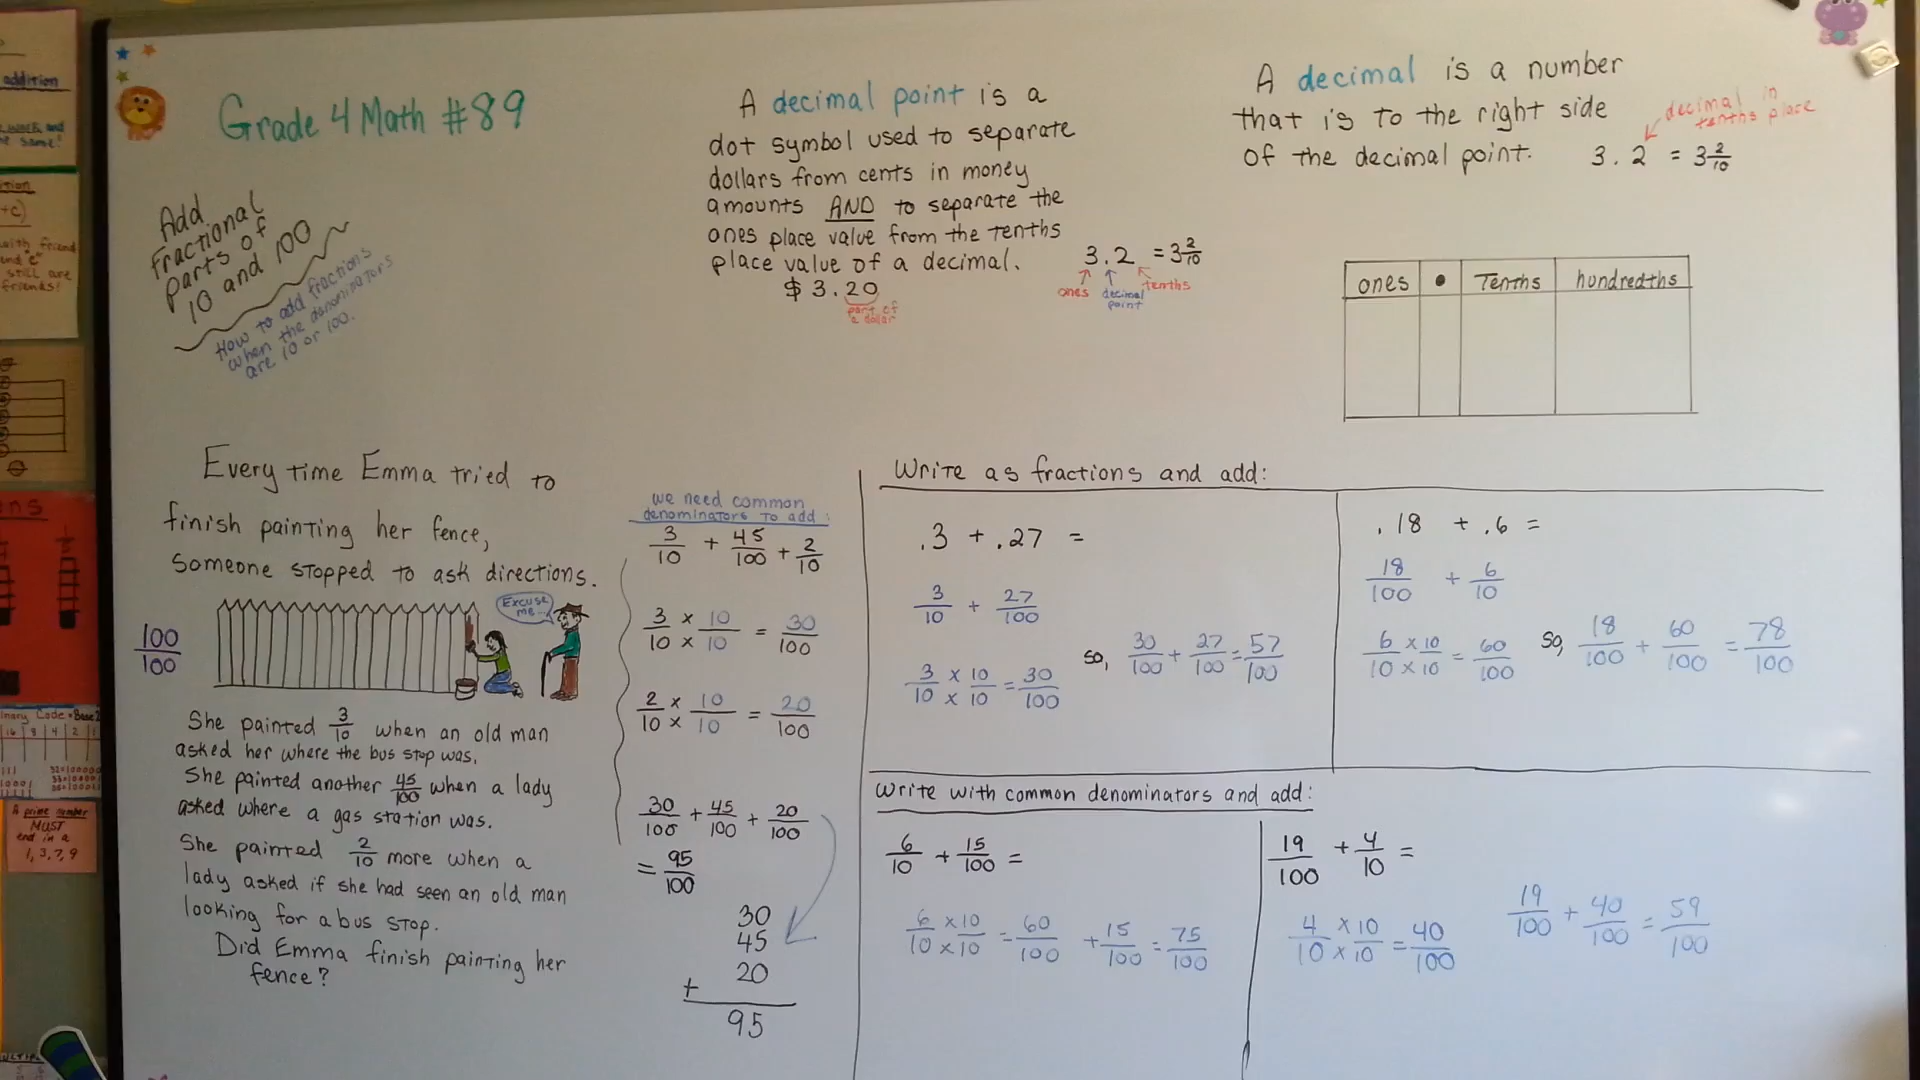 Grade 4 Math #89
Add
Fractional
parts of
10 and 100
How to add fractions
when the denominators
are 10 or 100.
A decimal point is a
dot symbol used to separate
dollars from cents in money
amounts AND to separate the
ones place value from the tenths
place value of a decimal.
$ 3.20
part of
a dollar
3.2 = 3 2/10
ones
decimal
point
tenths
A decimal is a number
that is to the right side
of the decimal point.
decimal in
tenths place
3.2 = 3 2/10
ones • Tenths hundredths
Every time Emma tried to
finish painting her fence,
someone stopped to ask directions.
100/100
Excuse
me...
She painted 3/10 when an old man
asked her where the bus stop was.
She painted another 45/100 when a lady
asked where a gas station was.
She painted 2/10 more when a
lady asked if she had seen an old man
looking for a bus stop.
Did Emma finish painting her
fence?
we need common
denominators to add:
3/10 + 45/100 + 2/10
3/10 × 10/10 = 30/100
2/10 × 10/10 = 20/100
30/100 + 45/100 + 20/100
= 95/100
30
45
+ 20
95
Write as fractions and add:
.3 + .27 =
3/10 + 27/100
3/10 × 10/10 = 30/100
so, 30/100 + 27/100 = 57/100
.18 + .6 =
18/100 + 6/10
6/10 × 10/10 = 60/100
so, 18/100 + 60/100 = 78/100
Write with common denominators and add:
6/10 + 15/100 =
6/10 × 10/10 = 60/100 + 15/100 = 75/100
19/100 + 4/10 =
4/10 × 10/10 = 40/100
19/100 + 40/100 = 59/100
addition
same!
with friend
still are
friends!
A prime number
MUST
end in a
1, 3, 7, 9